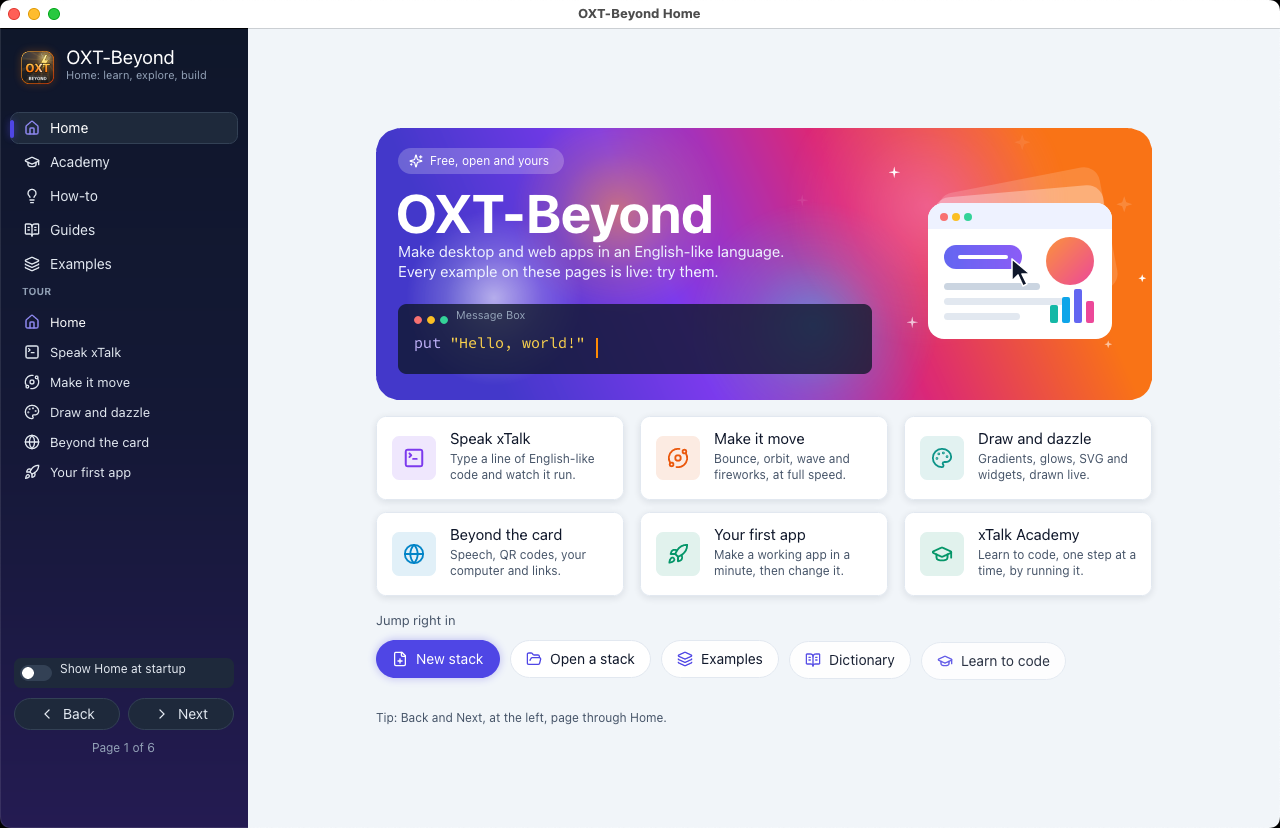 OXT-Beyond Home
OXT
BEYOND
OXT-Beyond
Home: learn, explore, build
Home
Academy
How-to
Guides
Examples
TOUR
Home
Speak xTalk
Make it move
Draw and dazzle
Beyond the card
Your first app
Show Home at startup
Back
Next
Page 1 of 6
Free, open and yours
OXT-Beyond
Make desktop and web apps in an English-like language.
Every example on these pages is live: try them.
Message Box
put "Hello, world!"
Speak xTalk
Type a line of English-like
code and watch it run.
Make it move
Bounce, orbit, wave and
fireworks, at full speed.
Draw and dazzle
Gradients, glows, SVG and
widgets, drawn live.
Beyond the card
Speech, QR codes, your
computer and links.
Your first app
Make a working app in a
minute, then change it.
xTalk Academy
Learn to code, one step at a
time, by running it.
Jump right in
New stack
Open a stack
Examples
Dictionary
Learn to code
Tip: Back and Next, at the left, page through Home.